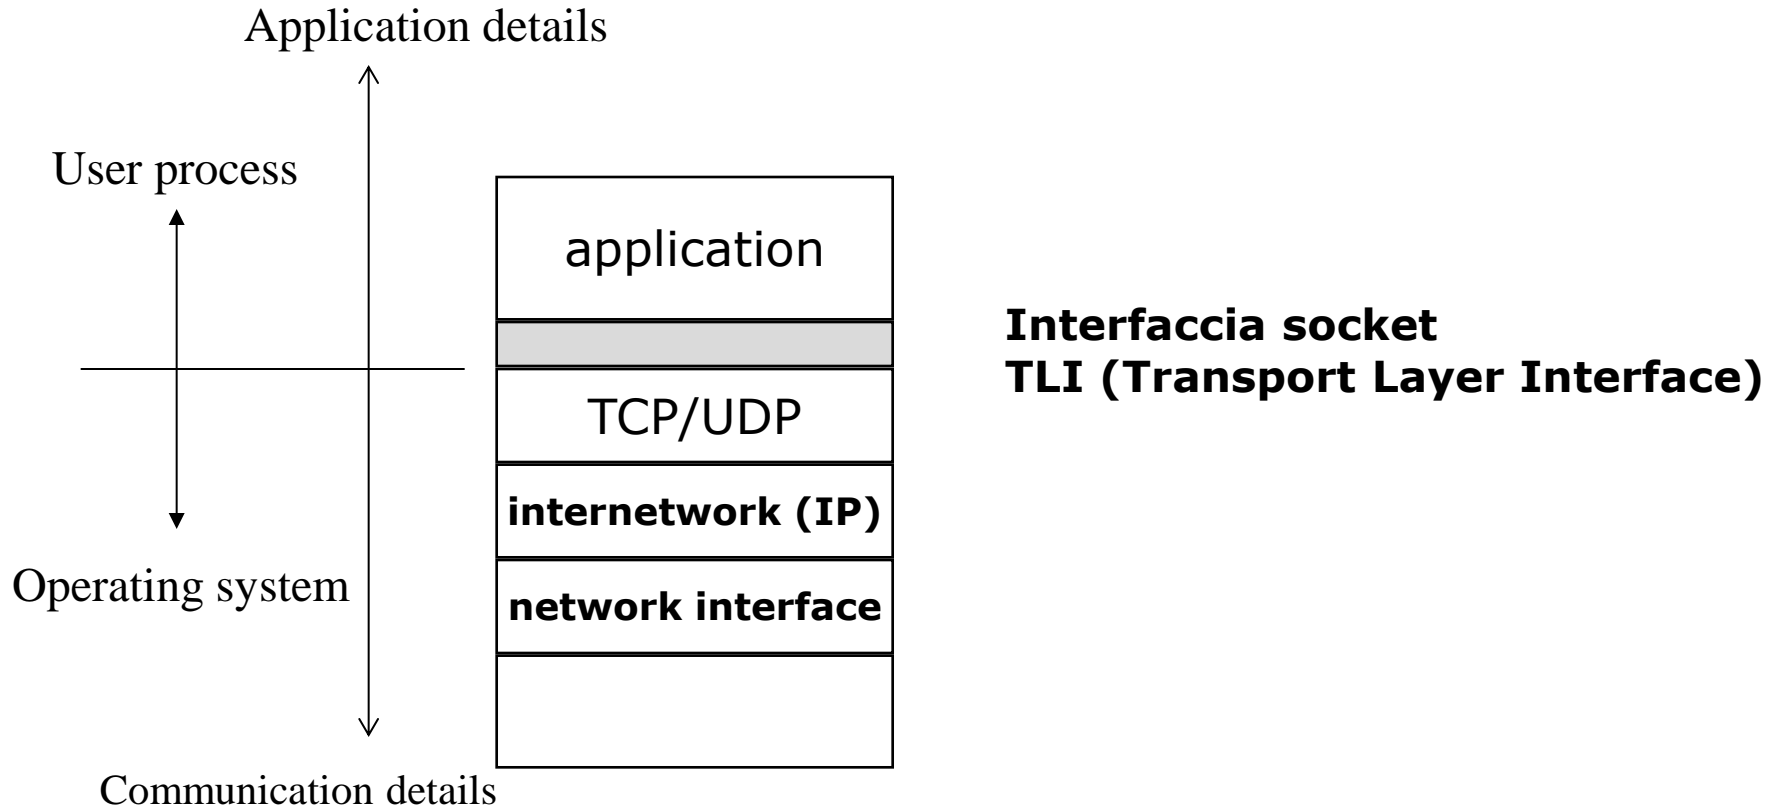 Application details
User process
application
Interfaccia socket
TLI (Transport Layer Interface)
TCP/UDP
internetwork (IP)
Operating system
network interface
Communication details